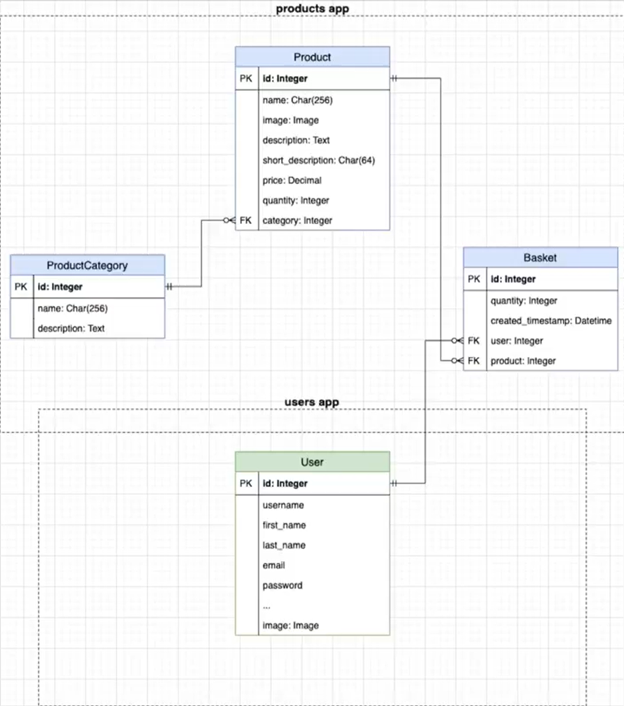 products app
Product
PK id: Integer
name: Char(256)
image: Image
description: Text
short_description: Char(64)
price: Decimal
quantity: Integer
FK category: Integer
ProductCategory
PK id: Integer
name: Char(256)
description: Text
Basket
PK id: Integer
quantity: Integer
created_timestamp: Datetime
FK user: Integer
FK product: Integer
users app
User
PK id: Integer
username
first_name
last_name
email
password
...
image: Image